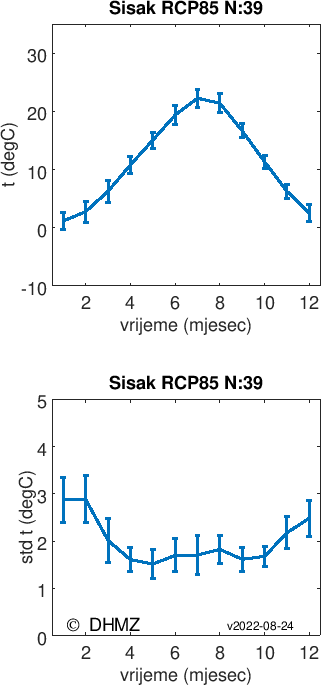 Sisak RCP85 N:39
30
20
10
0
-10
t (degC)
2 4 6 8 10 12
vrijeme (mjesec)
Sisak RCP85 N:39
5
4
3
2
1
0
std t (degC)
© DHMZ v2022-08-24
2 4 6 8 10 12
vrijeme (mjesec)